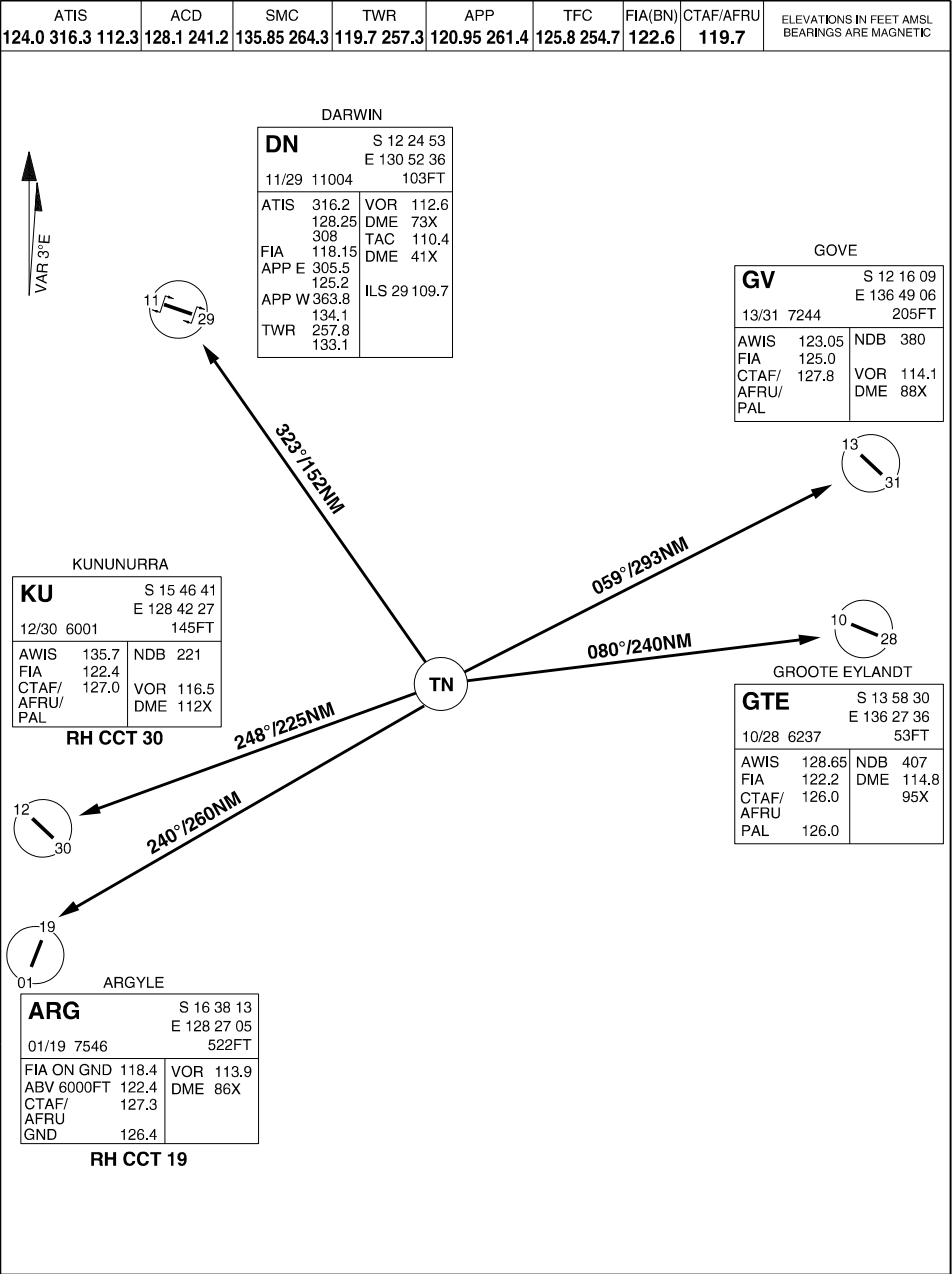 ATIS ACD SMC TWR APP TFC FIA(BN) CTAF/AFRU ELEVATIONS IN FEET AMSL
124.0 316.3 112.3 128.1 241.2 135.85 264.3 119.7 257.3 120.95 261.4 125.8 254.7 122.6 119.7 BEARINGS ARE MAGNETIC
VAR 3°E
DARWIN
DN S 12 24 53
E 130 52 36
11/29 11004 103FT
ATIS 316.2 VOR 112.6
128.25 DME 73X
308 TAC 110.4
FIA 118.15 DME 41X
APP E 305.5
125.2 ILS 29 109.7
APP W 363.8
134.1
TWR 257.8
133.1
11
29
GOVE
GV S 12 16 09
E 136 49 06
13/31 7244 205FT
AWIS 123.05 NDB 380
FIA 125.0
CTAF/ 127.8 VOR 114.1
AFRU/ DME 88X
PAL
13
31
323°/152NM
059°/293NM
080°/240NM
TN
248°/225NM
240°/260NM
KUNUNURRA
KU S 15 46 41
E 128 42 27
12/30 6001 145FT
AWIS 135.7 NDB 221
FIA 122.4
CTAF/ 127.0 VOR 116.5
AFRU/ DME 112X
PAL
RH CCT 30
12
30
10
28
GROOTE EYLANDT
GTE S 13 58 30
E 136 27 36
10/28 6237 53FT
AWIS 128.65 NDB 407
FIA 122.2 DME 114.8
CTAF/ 126.0 95X
AFRU
PAL 126.0
19
01
ARGYLE
ARG S 16 38 13
E 128 27 05
01/19 7546 522FT
FIA ON GND 118.4 VOR 113.9
ABV 6000FT 122.4 DME 86X
CTAF/ 127.3
AFRU
GND 126.4
RH CCT 19